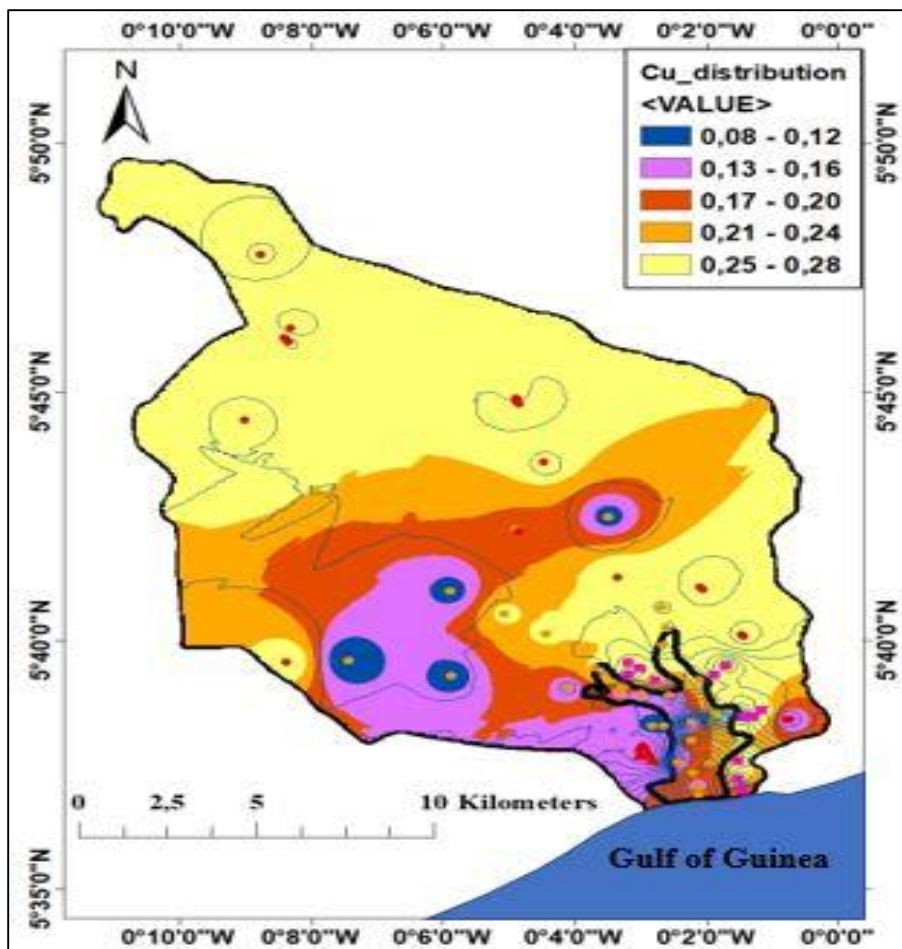 0°10'0"W 0°8'0"W 0°6'0"W 0°4'0"W 0°2'0"W 0°0'0"
N
Cu_distribution
<VALUE>
0,08 - 0,12
0,13 - 0,16
0,17 - 0,20
0,21 - 0,24
0,25 - 0,28
5°50'0"N
5°50'0"N
5°45'0"N
5°45'0"N
5°40'0"N
5°40'0"N
A
0 2,5 5 10 Kilometers
Gulf of Guinea
5°35'0"N
5°35'0"N
0°10'0"W 0°8'0"W 0°6'0"W 0°4'0"W 0°2'0"W 0°0'0"